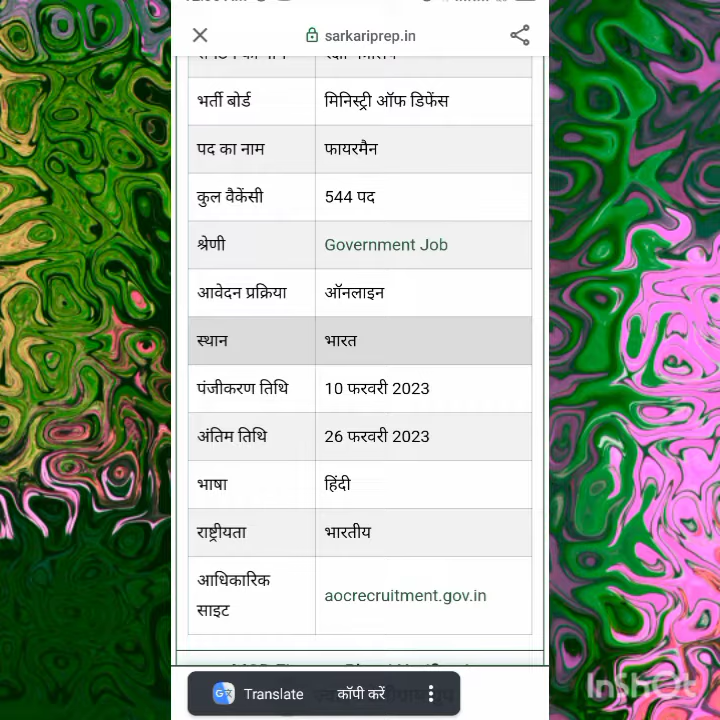 sarkariprep.in
भर्ती बोर्ड मिनिस्ट्री ऑफ डिफेंस
पद का नाम फायरमैन
कुल वैकेंसी 544 पद
श्रेणी Government Job
आवेदन प्रक्रिया ऑनलाइन
स्थान भारत
पंजीकरण तिथि 10 फरवरी 2023
अंतिम तिथि 26 फरवरी 2023
भाषा हिंदी
राष्ट्रीयता भारतीय
आधिकारिक
साइट aocrecruitment.gov.in
Translate कॉपी करें
InShOt